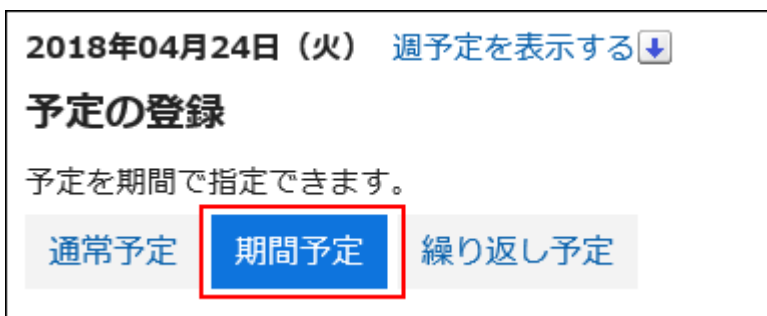 2018年04月24日（火） 週予定を表示する
予定の登録
予定を期間で指定できます。
通常予定 期間予定 繰り返し予定